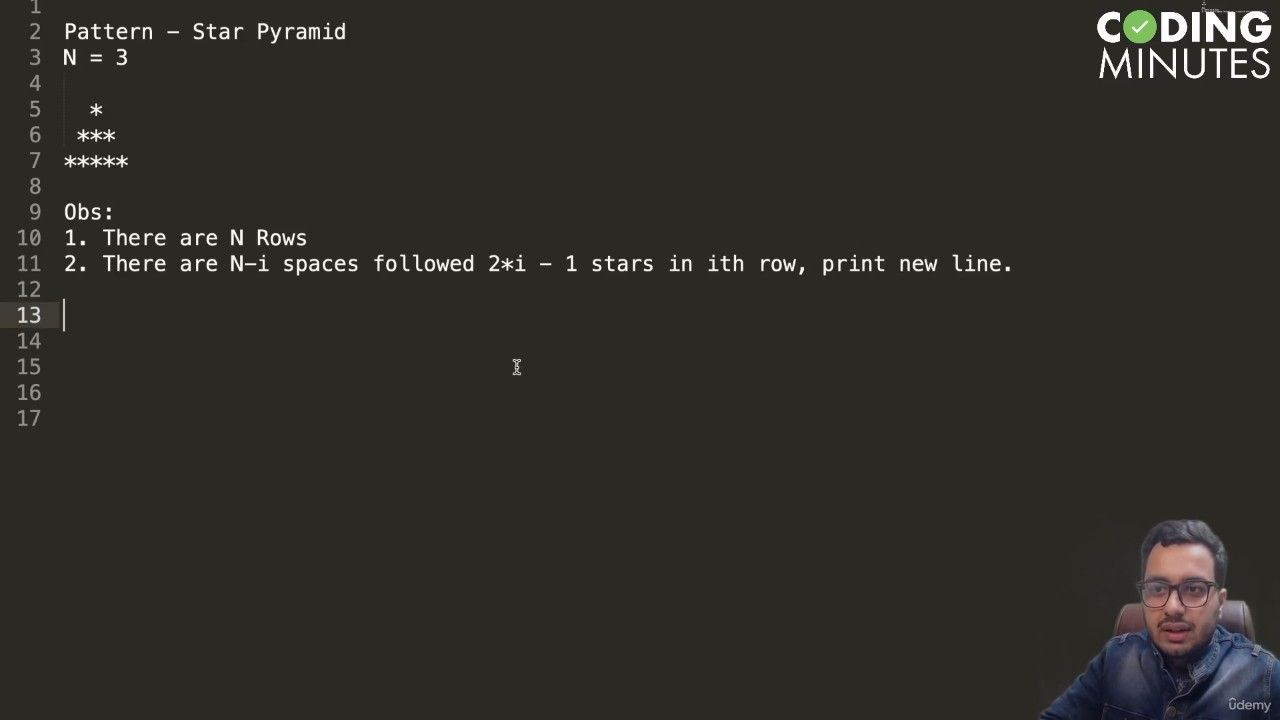 1
2 Pattern - Star Pyramid
3 N = 3
4
5   *
6  ***
7 *****
8
9 Obs:
10 1. There are N Rows
11 2. There are N-i spaces followed 2*i - 1 stars in ith row, print new line.
12
13
14
15
16
17
CODING
MINUTES
ûdemy